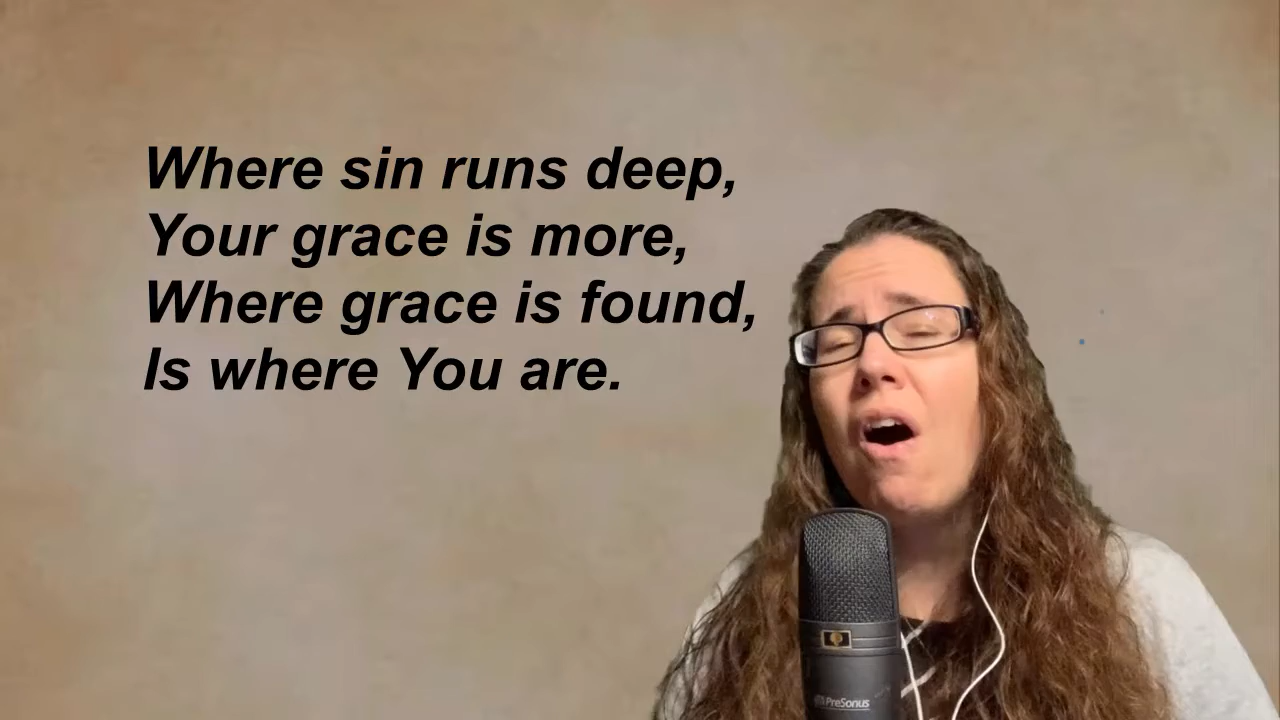 Where sin runs deep,
Your grace is more,
Where grace is found,
Is where You are.
PreSonus